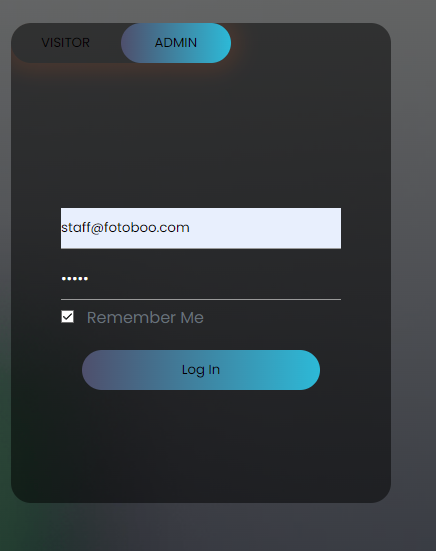 VISITOR ADMIN
staff@fotoboo.com
•••••
Remember Me
Log In